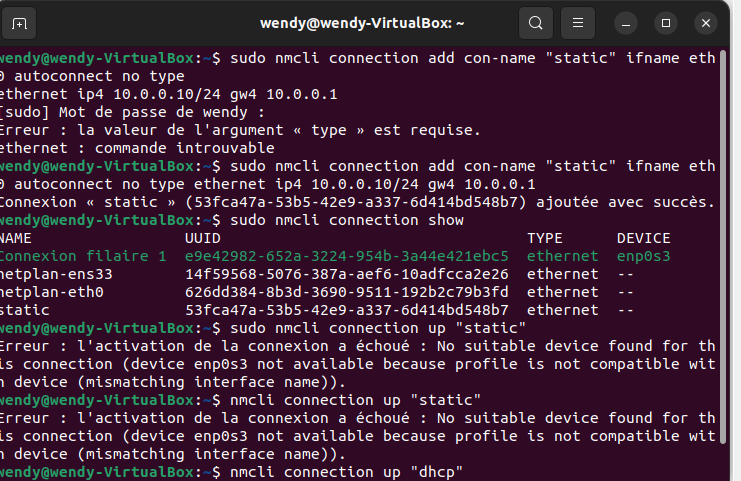 wendy@wendy-VirtualBox: ~
wendy@wendy-VirtualBox:~$ sudo nmcli connection add con-name "static" ifname eth
0 autoconnect no type
ethernet ip4 10.0.0.10/24 gw4 10.0.0.1
[sudo] Mot de passe de wendy :
Erreur : la valeur de l'argument « type » est requise.
ethernet : commande introuvable
wendy@wendy-VirtualBox:~$ sudo nmcli connection add con-name "static" ifname eth
0 autoconnect no type ethernet ip4 10.0.0.10/24 gw4 10.0.0.1
Connexion « static » (53fca47a-53b5-42e9-a337-6d414bd548b7) ajoutée avec succès.
wendy@wendy-VirtualBox:~$ sudo nmcli connection show
NAME UUID TYPE DEVICE
Connexion filaire 1 e9e42982-652a-3224-954b-3a44e421ebc5 ethernet enp0s3
netplan-ens33 14f59568-5076-387a-aef6-10adfcca2e26 ethernet --
netplan-eth0 626dd384-8b3d-3690-9511-192b2c79b3fd ethernet --
static 53fca47a-53b5-42e9-a337-6d414bd548b7 ethernet --
wendy@wendy-VirtualBox:~$ sudo nmcli connection up "static"
Erreur : l'activation de la connexion a échoué : No suitable device found for th
is connection (device enp0s3 not available because profile is not compatible wit
h device (mismatching interface name)).
wendy@wendy-VirtualBox:~$ nmcli connection up "static"
Erreur : l'activation de la connexion a échoué : No suitable device found for th
is connection (device enp0s3 not available because profile is not compatible wit
h device (mismatching interface name)).
wendy@wendy-VirtualBox:~$ nmcli connection up "dhcp"